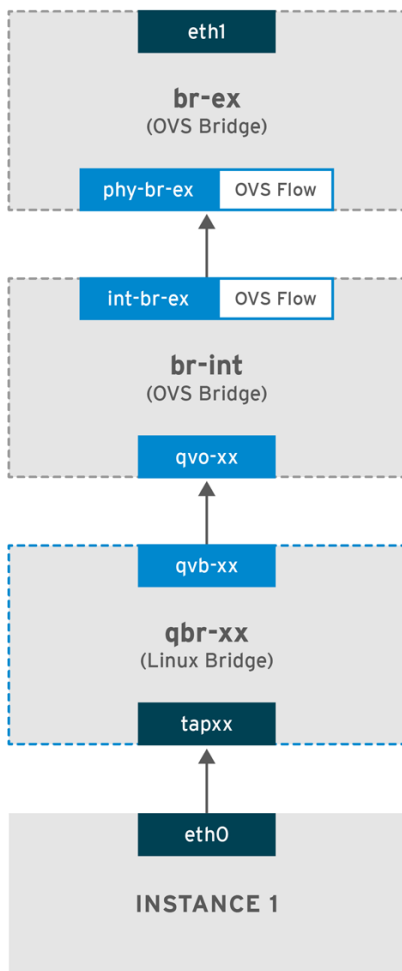 eth1
br-ex
(OVS Bridge)
phy-br-ex OVS Flow
int-br-ex OVS Flow
br-int
(OVS Bridge)
qvo-xx
qvb-xx
qbr-xx
(Linux Bridge)
tapxx
eth0
INSTANCE 1